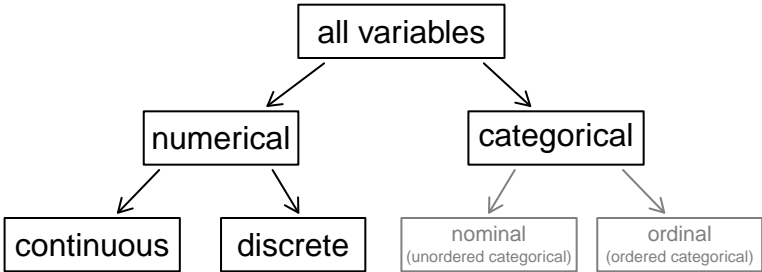 all variables
numerical
categorical
continuous
discrete
nominal
(unordered categorical)
ordinal
(ordered categorical)